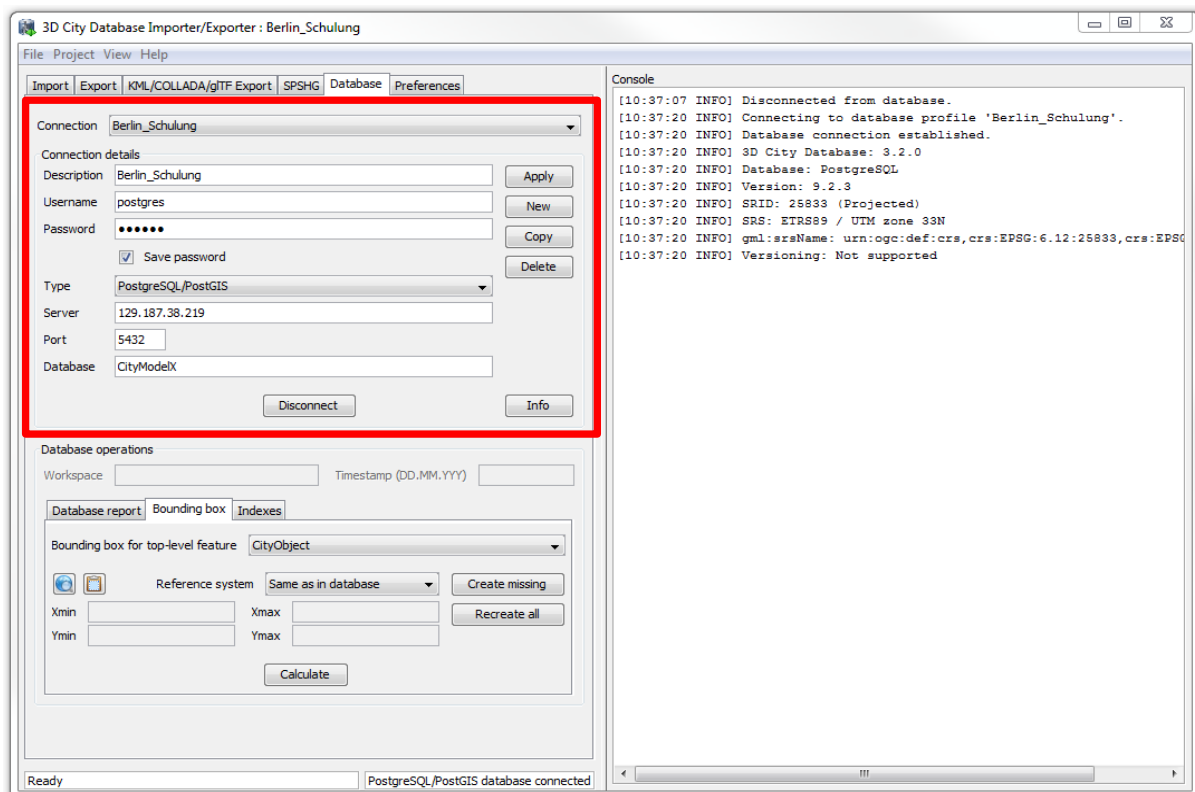 3D City Database Importer/Exporter : Berlin_Schulung
File Project View Help
Import Export KML/COLLADA/glTF Export SPSHG Database Preferences
Connection Berlin_Schulung
Connection details
Description Berlin_Schulung Apply
Username postgres New
Password ●●●●●● Copy
Save password Delete
Type PostgreSQL/PostGIS
Server 129.187.38.219
Port 5432
Database CityModelX
Disconnect Info
Database operations
Workspace Timestamp (DD.MM.YYY)
Database report Bounding box Indexes
Bounding box for top-level feature CityObject
Reference system Same as in database Create missing
Xmin Xmax Recreate all
Ymin Ymax
Calculate
Ready PostgreSQL/PostGIS database connected
Console
[10:37:07 INFO] Disconnected from database.
[10:37:20 INFO] Connecting to database profile 'Berlin_Schulung'.
[10:37:20 INFO] Database connection established.
[10:37:20 INFO] 3D City Database: 3.2.0
[10:37:20 INFO] Database: PostgreSQL
[10:37:20 INFO] Version: 9.2.3
[10:37:20 INFO] SRID: 25833 (Projected)
[10:37:20 INFO] SRS: ETRS89 / UTM zone 33N
[10:37:20 INFO] gml:srsName: urn:ogc:def:crs,crs:EPSG:6.12:25833,crs:EPSG
[10:37:20 INFO] Versioning: Not supported